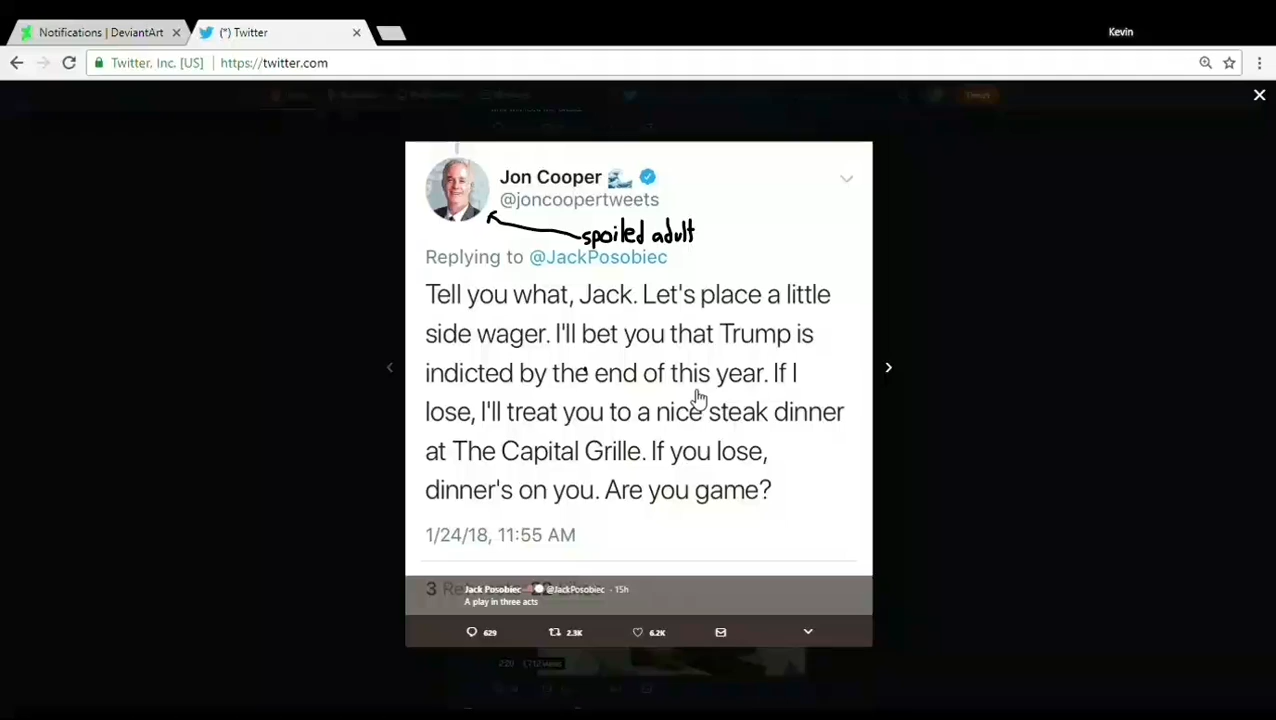 Notifications | DeviantArt
(*) Twitter
Kevin
Twitter, Inc. [US] | https://twitter.com
Jon Cooper
@joncoopertweets
spoiled adult
Replying to @JackPosobiec
Tell you what, Jack. Let's place a little
side wager. I'll bet you that Trump is
indicted by the end of this year. If I
lose, I'll treat you to a nice steak dinner
at The Capital Grille. If you lose,
dinner's on you. Are you game?
1/24/18, 11:55 AM
3
Jack Posobiec @JackPosobiec · 15h
A play in three acts
629 2.3K 6.2K